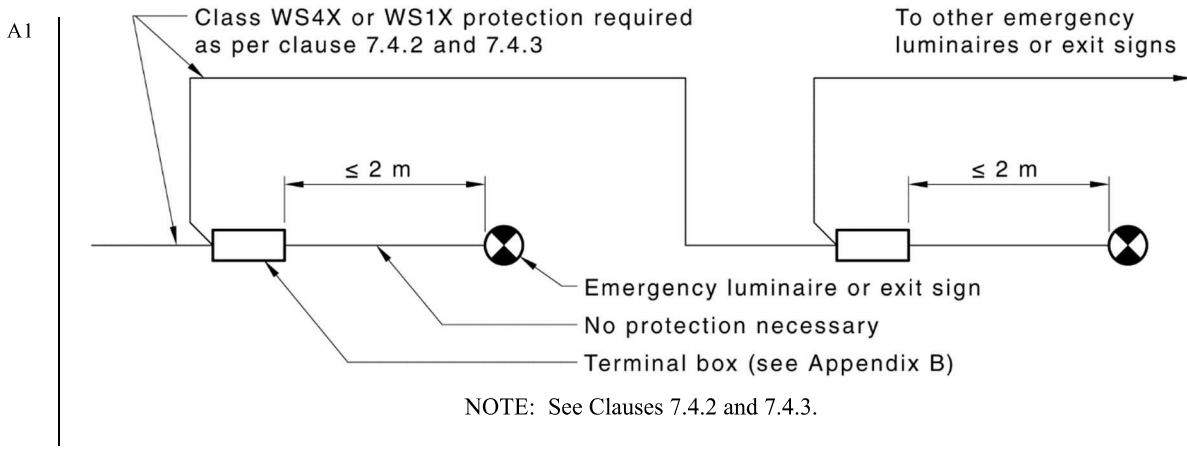 A1
Class WS4X or WS1X protection required
as per clause 7.4.2 and 7.4.3
To other emergency
luminaires or exit signs
≤ 2 m
≤ 2 m
Emergency luminaire or exit sign
No protection necessary
Terminal box (see Appendix B)
NOTE: See Clauses 7.4.2 and 7.4.3.